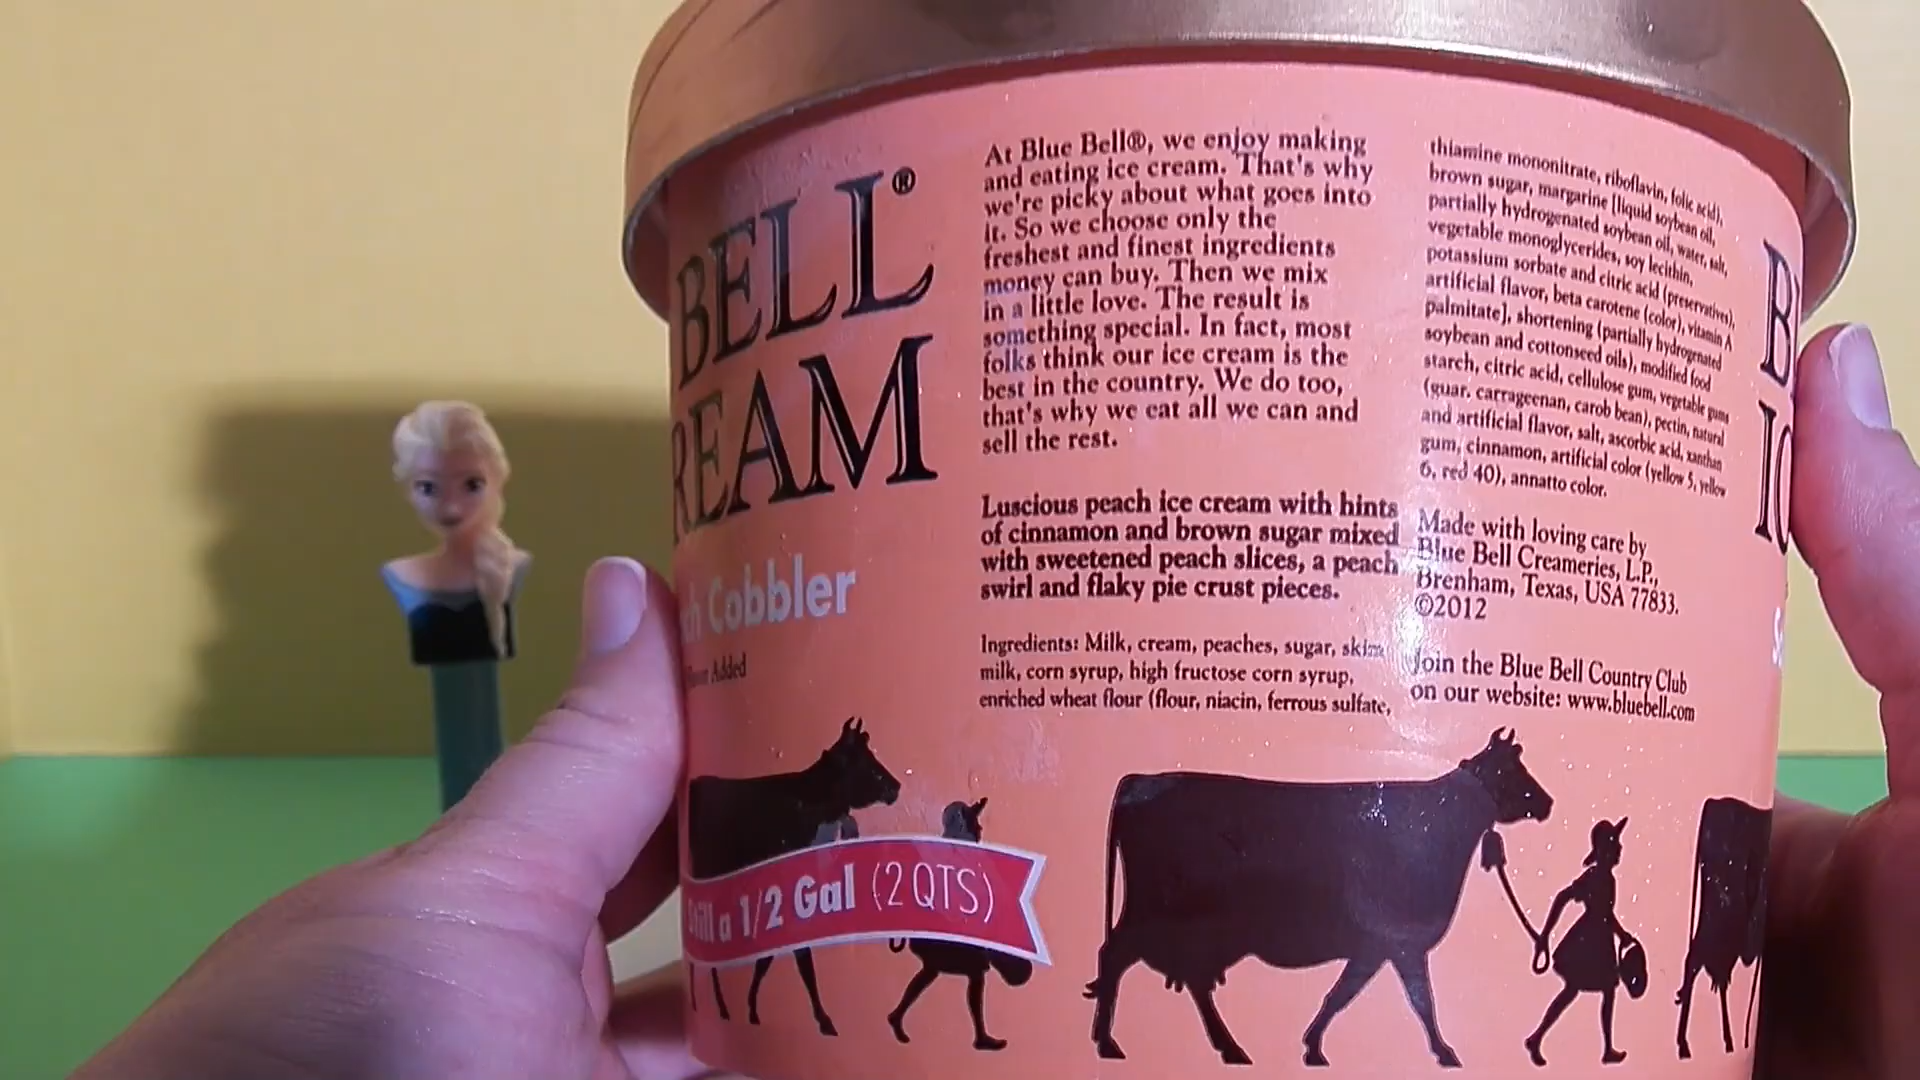 BELL®
REAM
Cobbler
Added
Still a 1/2 Gal (2 QTS)
At Blue Bell®, we enjoy making
and eating ice cream. That's why
we're picky about what goes into
it. So we choose only the
freshest and finest ingredients
money can buy. Then we mix
in a little love. The result is
something special. In fact, most
folks think our ice cream is the
best in the country. We do too,
that's why we eat all we can and
sell the rest.
Luscious peach ice cream with hints
of cinnamon and brown sugar mixed
with sweetened peach slices, a peach
swirl and flaky pie crust pieces.
Ingredients: Milk, cream, peaches, sugar, skim
milk, corn syrup, high fructose corn syrup,
enriched wheat flour (flour, niacin, ferrous sulfate,
thiamine mononitrate, riboflavin, folic acid),
brown sugar, margarine [liquid soybean oil,
partially hydrogenated soybean oil, water, salt,
vegetable monoglycerides, soy lecithin,
potassium sorbate and citric acid (preservatives),
artificial flavor, beta carotene (color), vitamin A
palmitate], shortening (partially hydrogenated
soybean and cottonseed oils), modified food
starch, citric acid, cellulose gum, vegetable gums
(guar, carrageenan, carob bean), pectin, natural
and artificial flavor, salt, ascorbic acid, xanthan
gum, cinnamon, artificial color (yellow 5, yellow
6, red 40), annatto color.
Made with loving care by
Blue Bell Creameries, L.P.,
Brenham, Texas, USA 77833.
©2012
Join the Blue Bell Country Club
on our website: www.bluebell.com